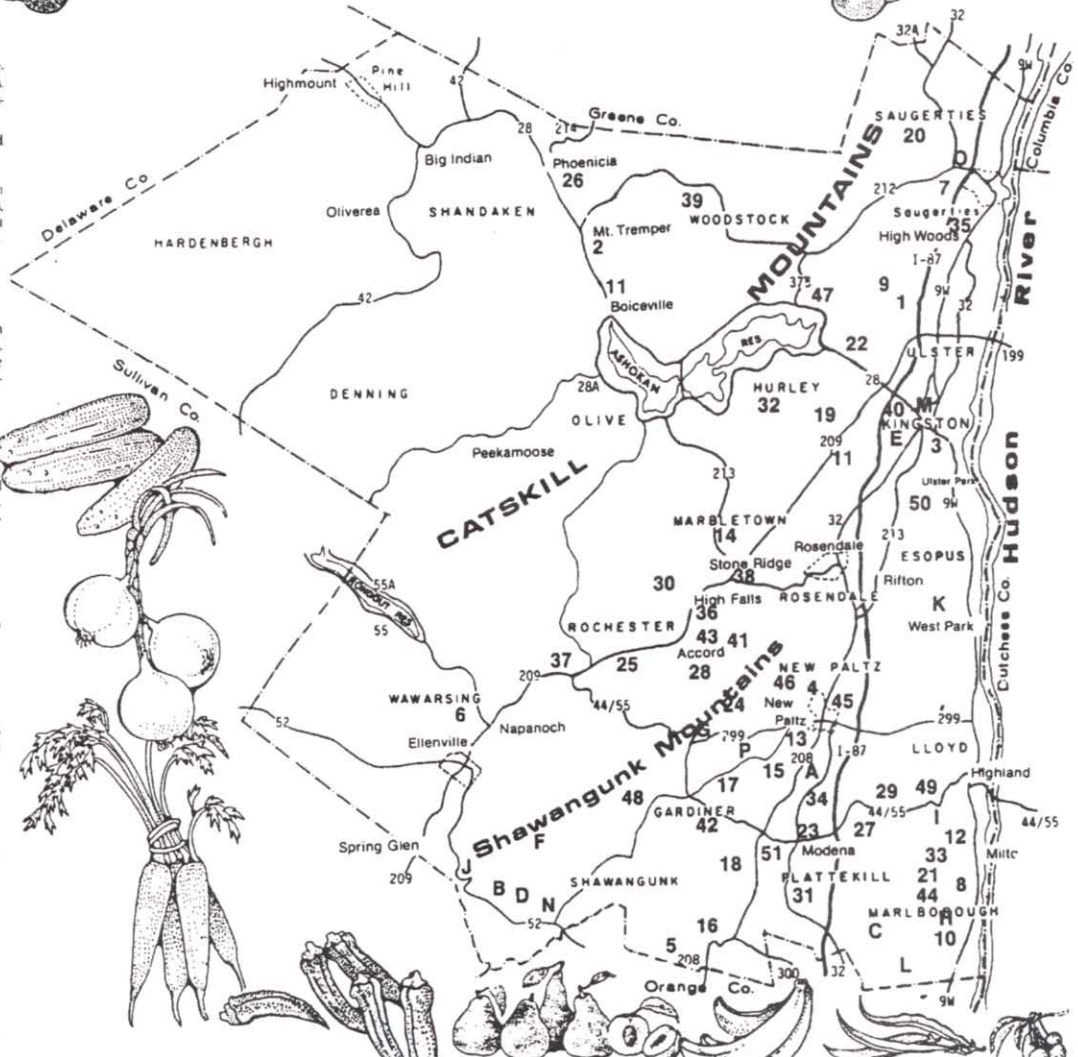 32
32A
9W
Columbia Co.
Highmount
Pine Hill
42
Greene Co.
28
214
SAUGERTIES
20
O
Big Indian
Phoenicia
26
7
212
Delaware Co
Oliverea
SHANDAKEN
39
WOODSTOCK
Saugerties
35
High Woods
HARDENBERGH
Mt. Tremper
2
I-87
MOUNTAINS
River
11
Boiceville
375
47
9
1
9W
32
42
ASHOKAN
RES
22
ULSTER
199
Sullivan Co.
DENNING
28A
OLIVE
HURLEY
32
19
28
40
M
KINGSTON
E
3
209
11
Peekamoose
CATSKILL
213
Ulster Park
50
9W
Hudson
MARBLETOWN
14
32
213
Rosendale
ESOPUS
Stone Ridge
38
55A
RONDOUT RES
55
30
High Falls
36
ROSENDALE
Rifton
K
West Park
Dutchess Co.
ROCHESTER
43
41
Accord
28
37
25
NEW PALTZ
46
4
45
209
44/55
24
New Paltz
WAWARSING
6
52
Napanoch
G
299
P
13
299
Ellenville
208
A
I-87
LLOYD
15
17
Highland
Shawangunk Mountains
48
34
29
49
GARDINER
42
44/55
I
44/55
F
23
27
12
Spring Glen
51
Modena
33
209
18
21
J
B
D
N
SHAWANGUNK
PLATTEKILL
31
44
8
52
MARLBOROUGH
H
C
10
16
5
208
L
300
32
Orange Co.
9W